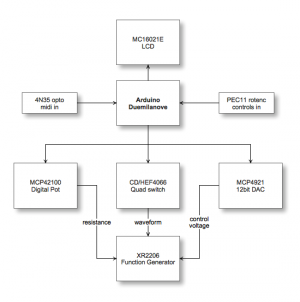 MC16021E
LCD
4N35 opto
midi in
Arduino
Duemilanove
PEC11 rotenc
controls in
MCP42100
Digital Pot
CD/HEF4066
Quad switch
MCP4921
12bit DAC
resistance
waveform
control
voltage
XR2206
Function Generator